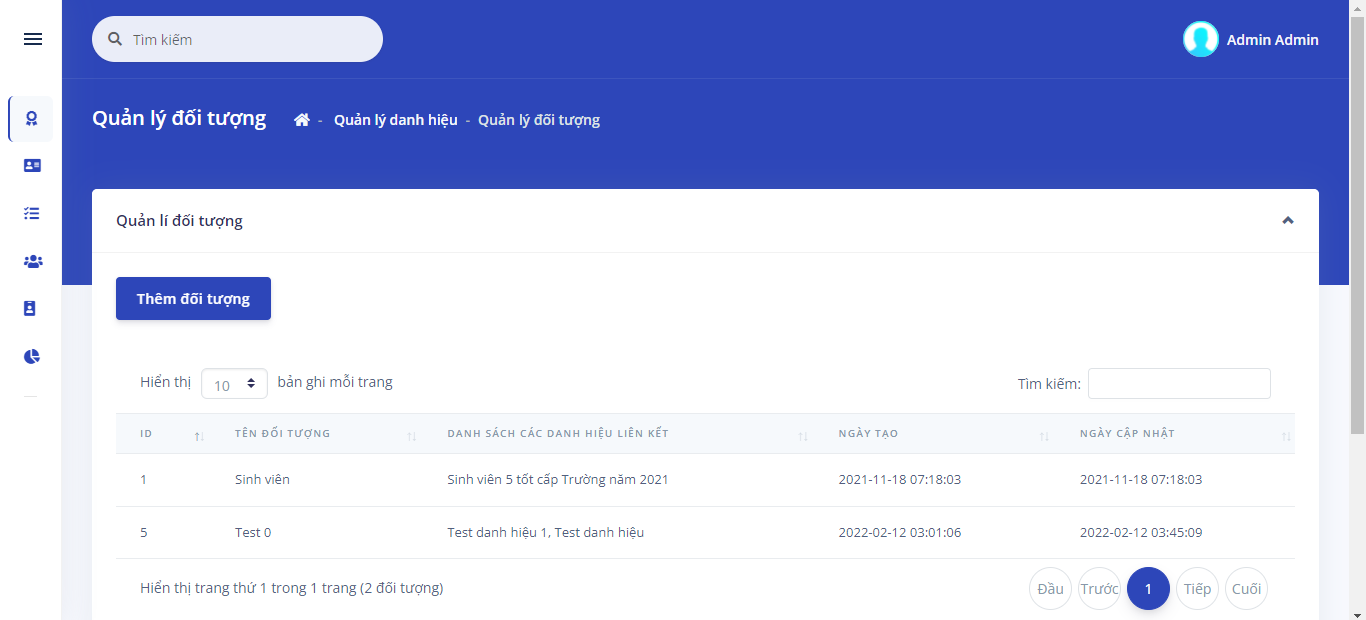 Tìm kiếm
Admin Admin
Quản lý đối tượng - Quản lý danh hiệu - Quản lý đối tượng
Quản lí đối tượng
Thêm đối tượng
Hiển thị 10 bản ghi mỗi trang Tìm kiếm:
ID TÊN ĐỐI TƯỢNG DANH SÁCH CÁC DANH HIỆU LIÊN KẾT NGÀY TẠO NGÀY CẬP NHẬT
1 Sinh viên Sinh viên 5 tốt cấp Trường năm 2021 2021-11-18 07:18:03 2021-11-18 07:18:03
5 Test 0 Test danh hiệu 1, Test danh hiệu 2022-02-12 03:01:06 2022-02-12 03:45:09
Hiển thị trang thứ 1 trong 1 trang (2 đối tượng) Đầu Trước 1 Tiếp Cuối